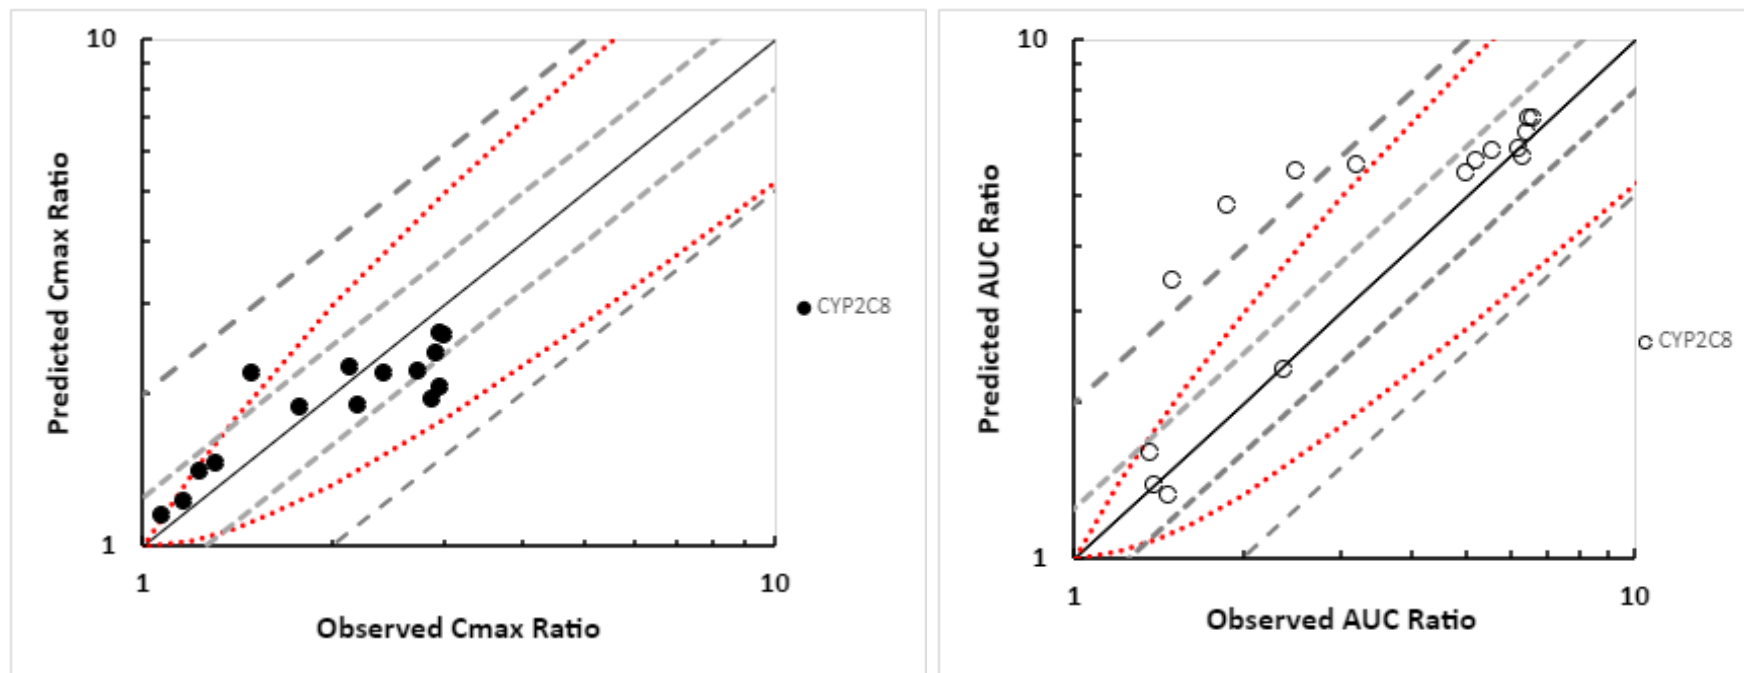 10
Predicted Cmax Ratio
1
1
10
Observed Cmax Ratio
CYP2C8
10
Predicted AUC Ratio
1
1
10
Observed AUC Ratio
CYP2C8